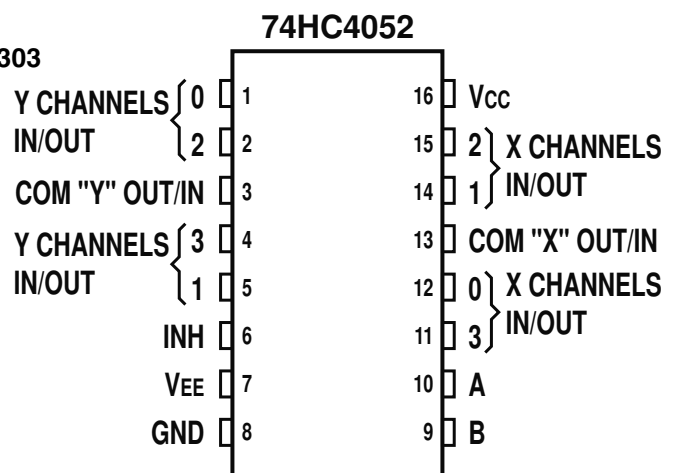 74HC4052
303
Y CHANNELS 0 1
IN/OUT 2 2
COM "Y" OUT/IN 3
Y CHANNELS 3 4
IN/OUT 1 5
INH 6
VEE 7
GND 8
16 VCC
15 2 X CHANNELS
14 1 IN/OUT
13 COM "X" OUT/IN
12 0 X CHANNELS
11 3 IN/OUT
10 A
9 B